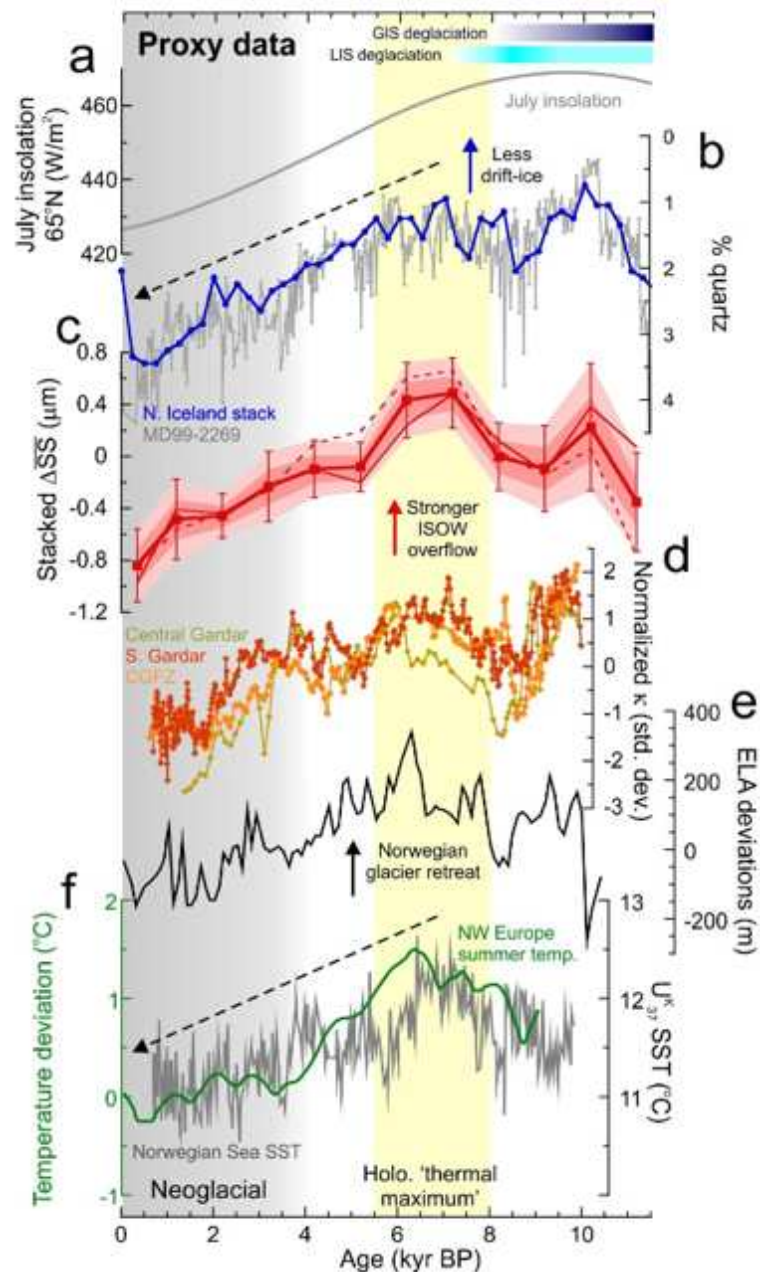 a
Proxy data
GIS deglaciation
LIS deglaciation
July insolation
65°N (W/m²)
460
440
420
July insolation
Less
drift-ice
b
0
1
2
3
4
% quartz
c
0.8
0.4
0
-0.4
-0.8
-1.2
Stacked ΔSS (μm)
N. Iceland stack
MD99-2269
Stronger
ISOW
overflow
d
2
1
0
-1
-2
-3
Normalized κ (std. dev.)
Central Gardar
S. Gardar
CGFZ
e
400
200
0
-200
ELA deviations (m)
Norwegian
glacier retreat
f
2
1
0
-1
Temperature deviation (°C)
NW Europe
summer temp.
13
12
11
U^K_37 SST (°C)
Norwegian Sea SST
Neoglacial
Holo. 'thermal
maximum'
0 2 4 6 8 10
Age (kyr BP)